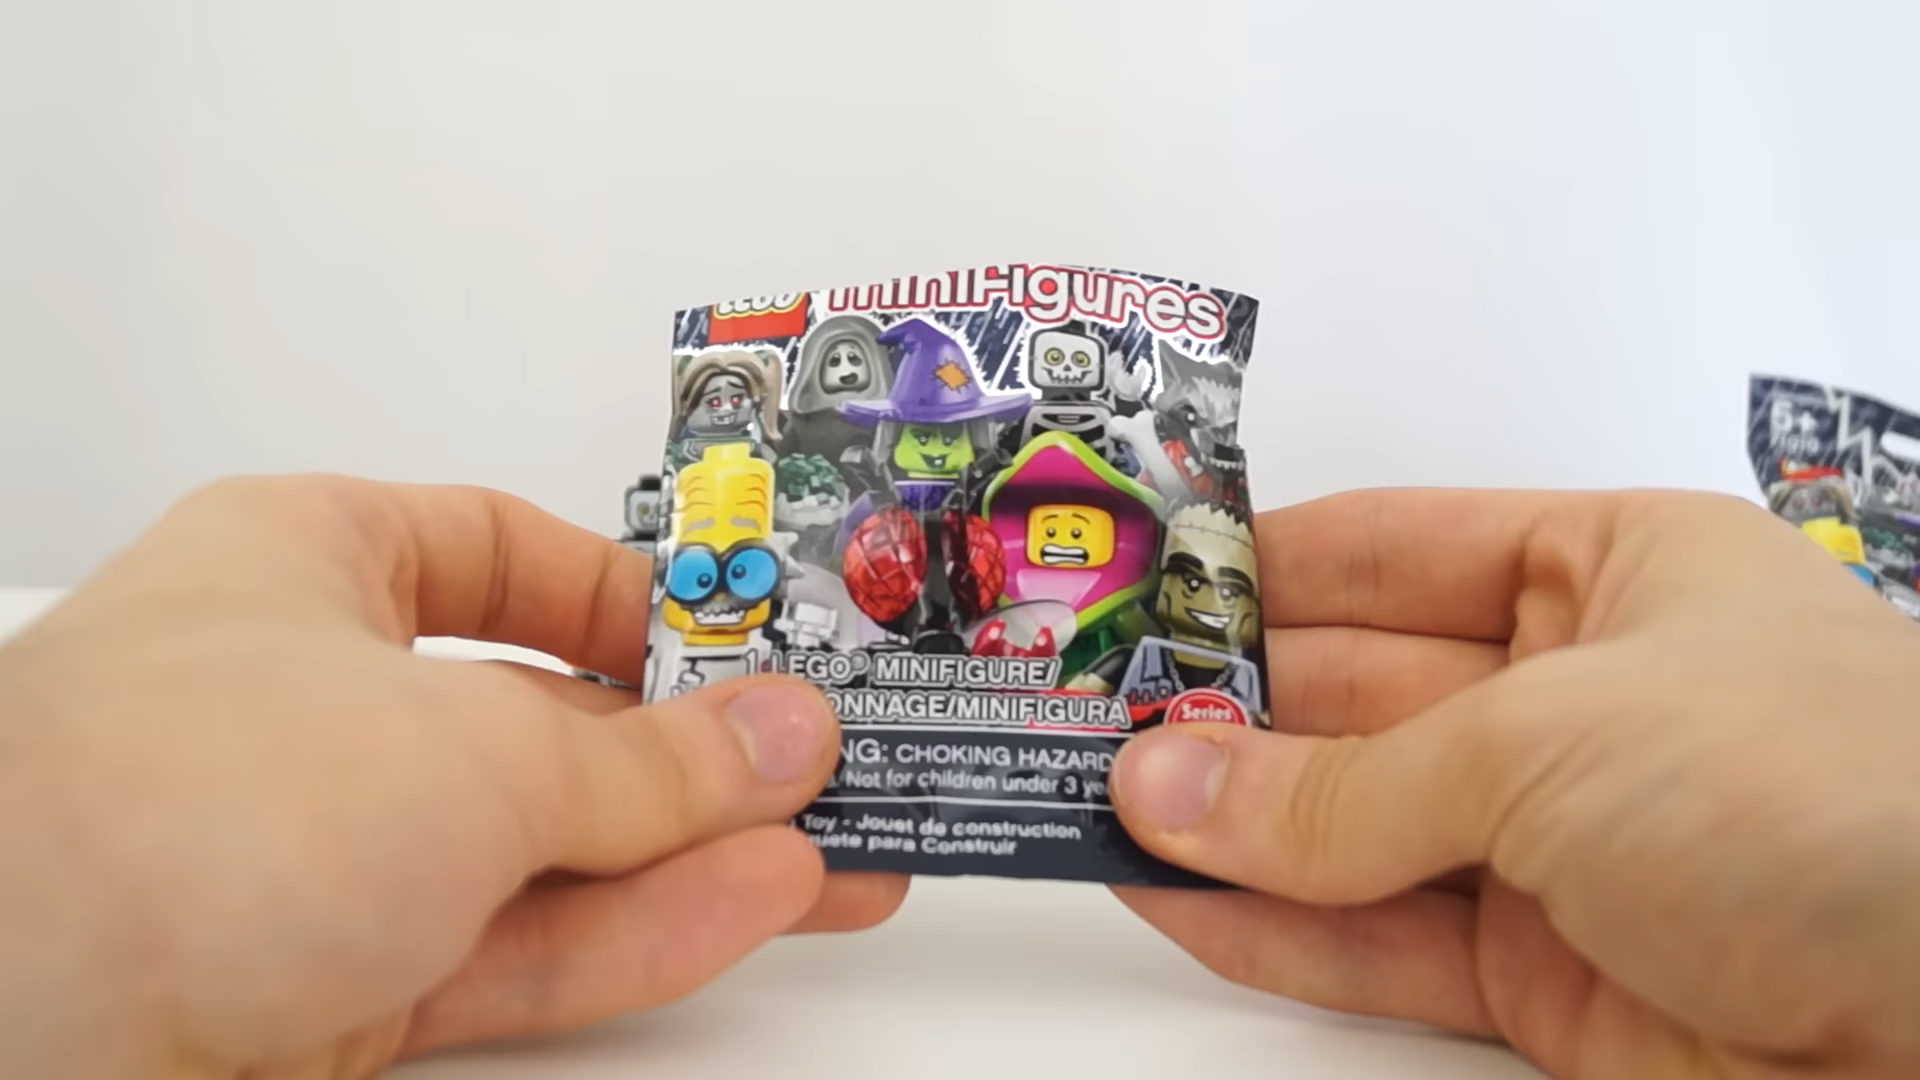 LEGO
minifigures
1 LEGO® MINIFIGURE/
ONNAGE/MINIFIGURA
Series
NG: CHOKING HAZARD
Not for children under 3 ye
Toy - Jouet de construction
uete para Construir
5+